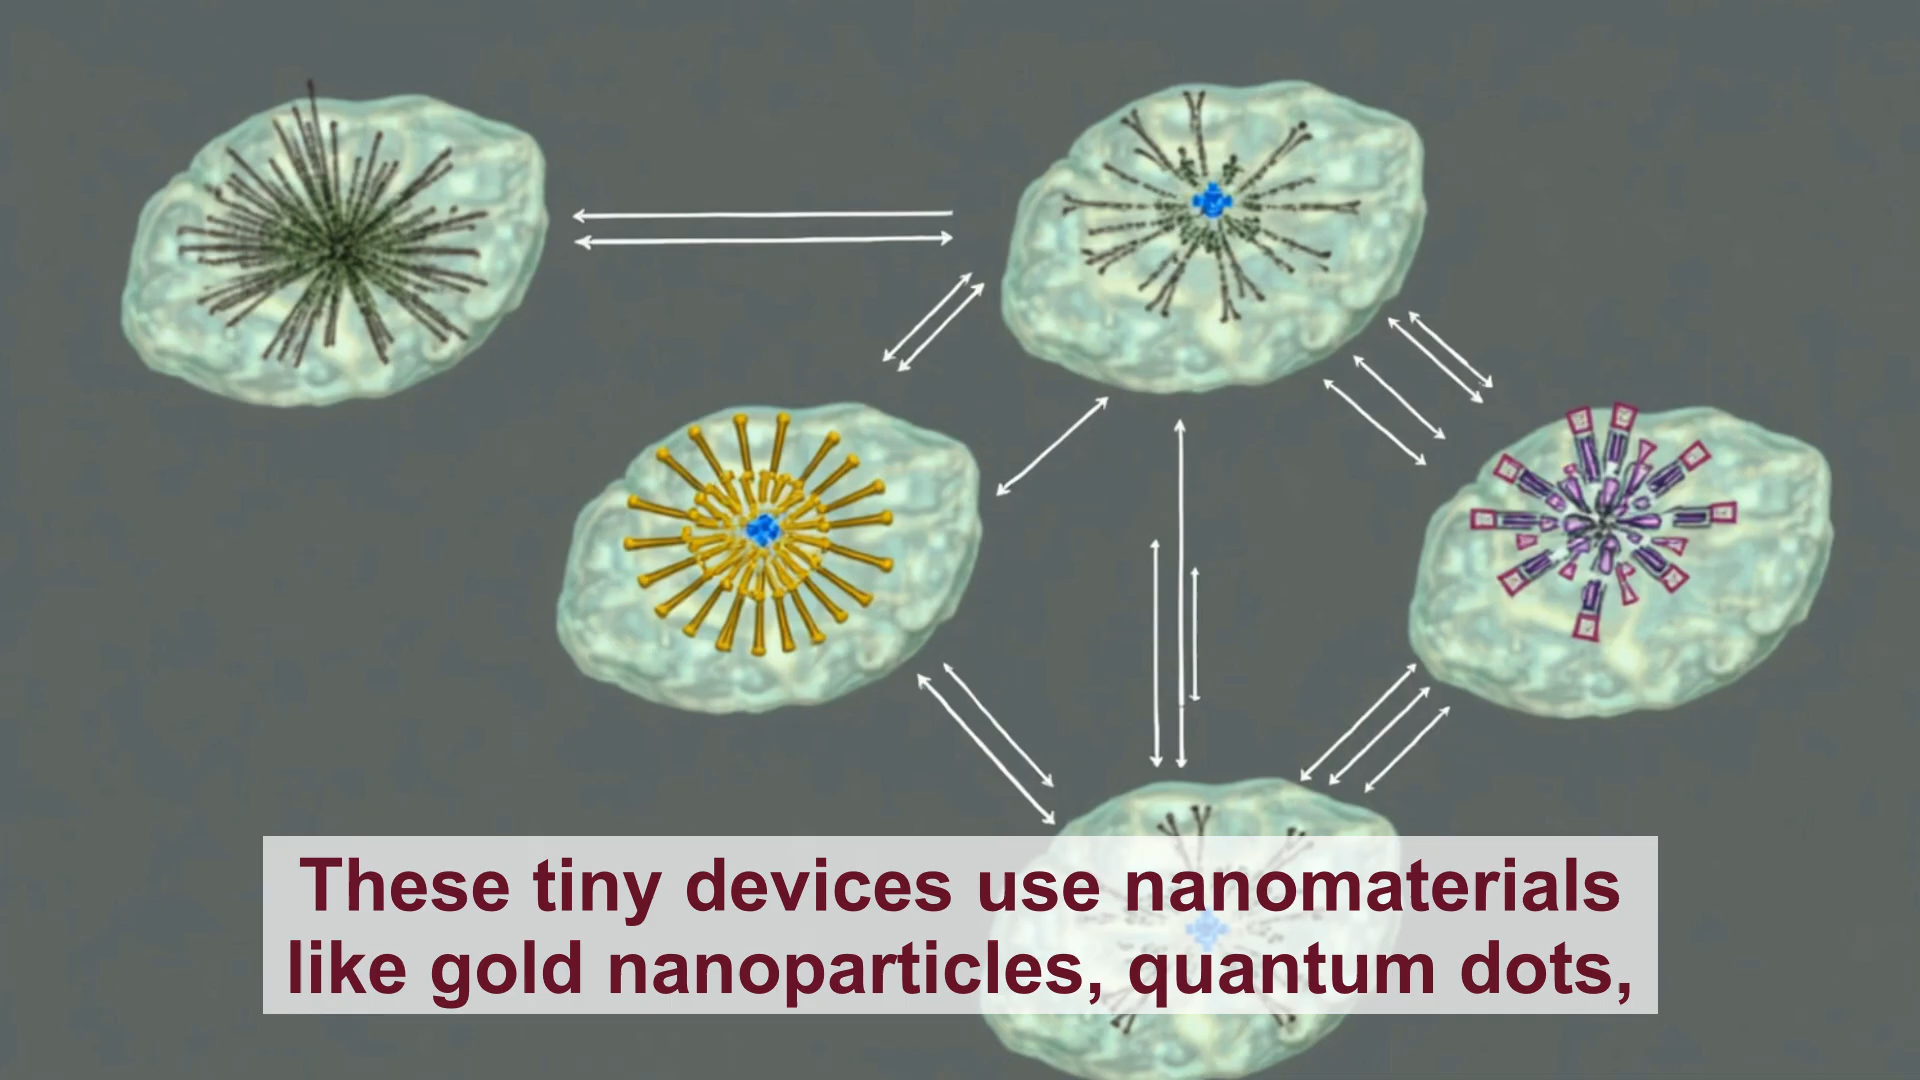 These tiny devices use nanomaterials
like gold nanoparticles, quantum dots,